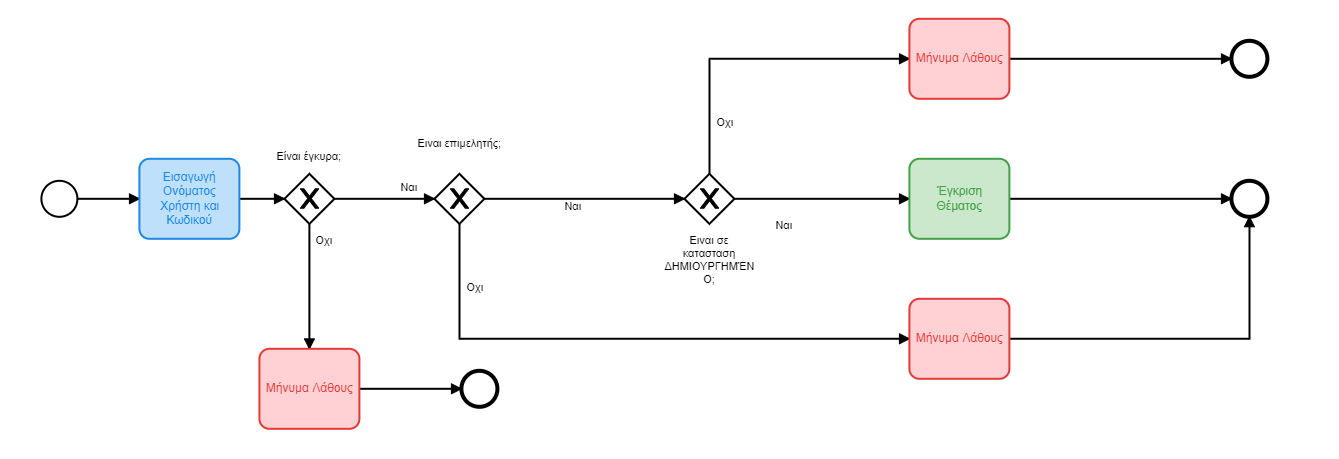 Μήνυμα Λάθους
Οχι
Ειναι επιμελητής;
Είναι έγκυρα;
Εισαγωγή
Ονόματος
Χρήστη και
Κωδικού
Ναι
Ναι
Έγκριση
Θέματος
Ναι
Οχι
Ειναι σε
κατασταση
ΔΗΜΙΟΥΡΓΗΜΈΝ
Ο;
Οχι
Μήνυμα Λάθους
Μήνυμα Λάθους